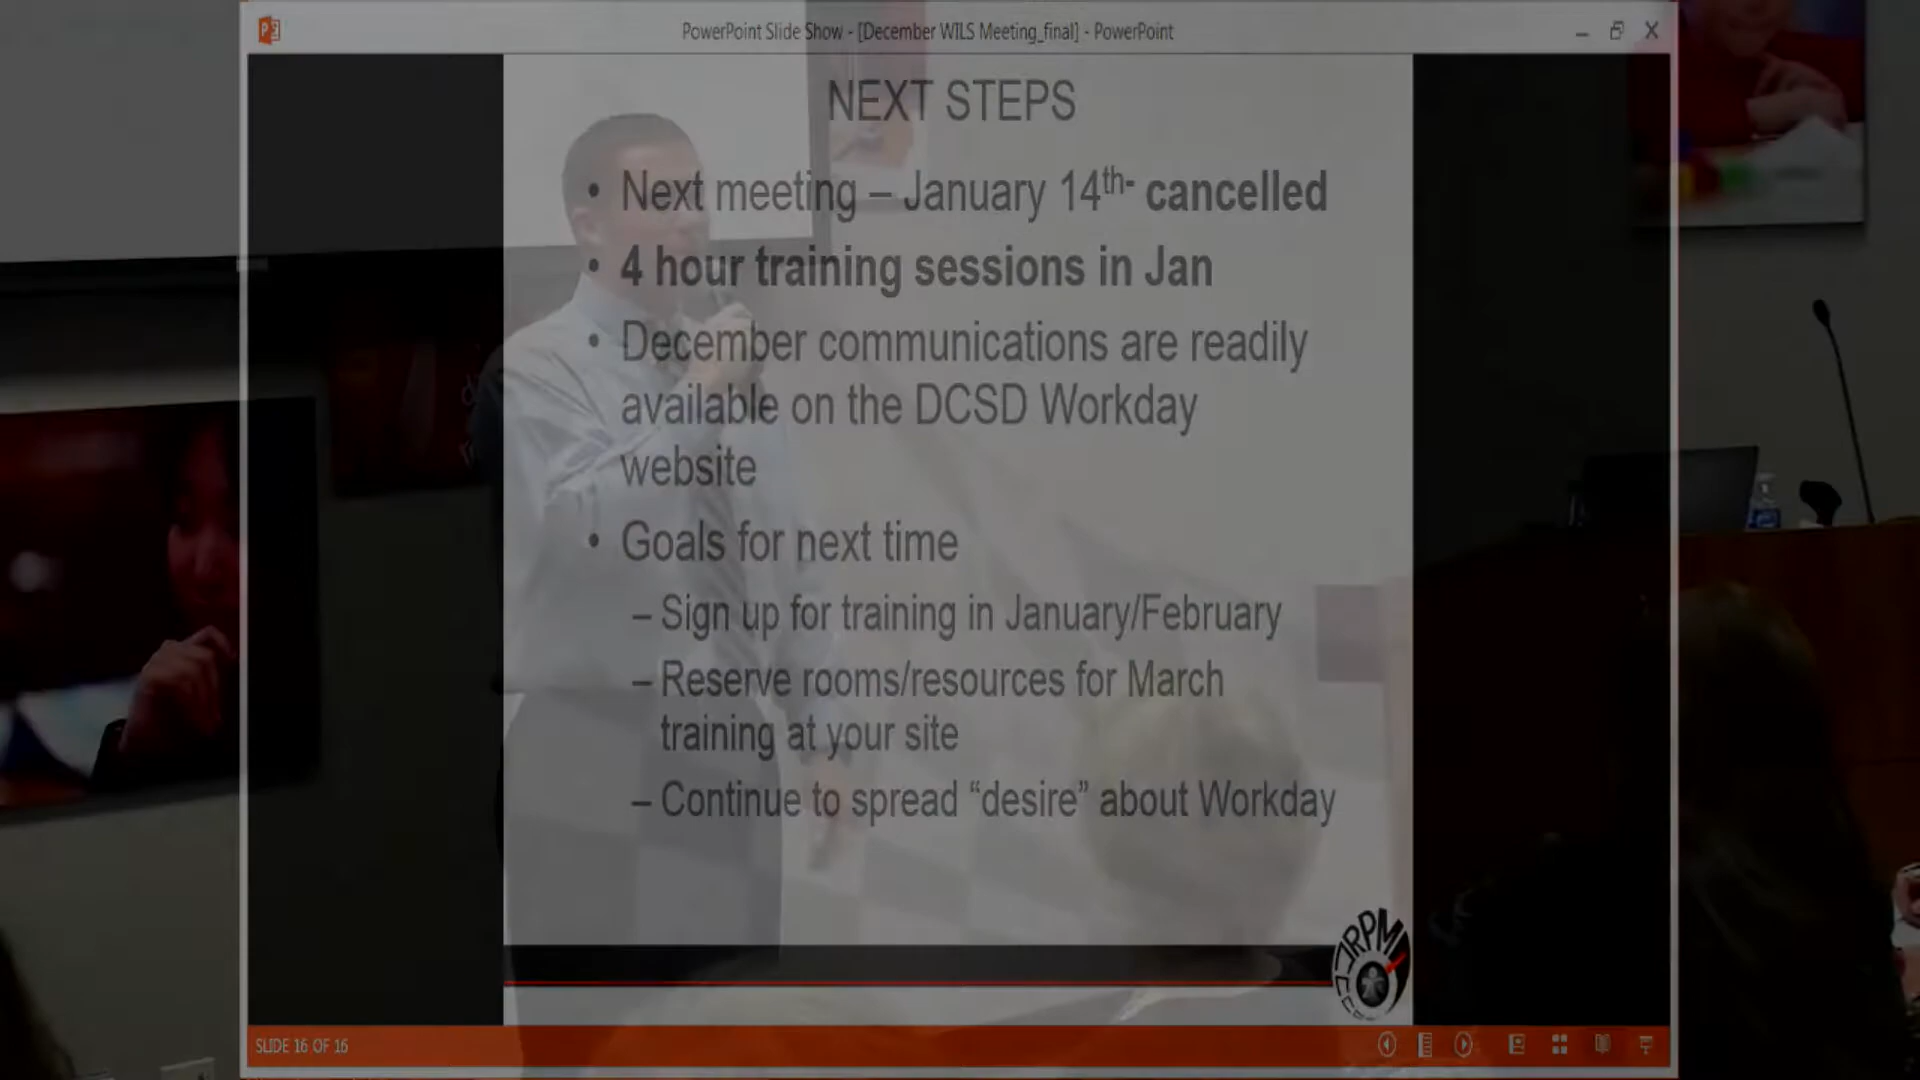 PowerPoint Slide Show - [December WILS Meeting_final] - PowerPoint
NEXT STEPS
• Next meeting – January 14th- cancelled
• 4 hour training sessions in Jan
• December communications are readily
available on the DCSD Workday
website
• Goals for next time
– Sign up for training in January/February
– Reserve rooms/resources for March
training at your site
– Continue to spread “desire” about Workday
RPM
SLIDE 16 OF 16